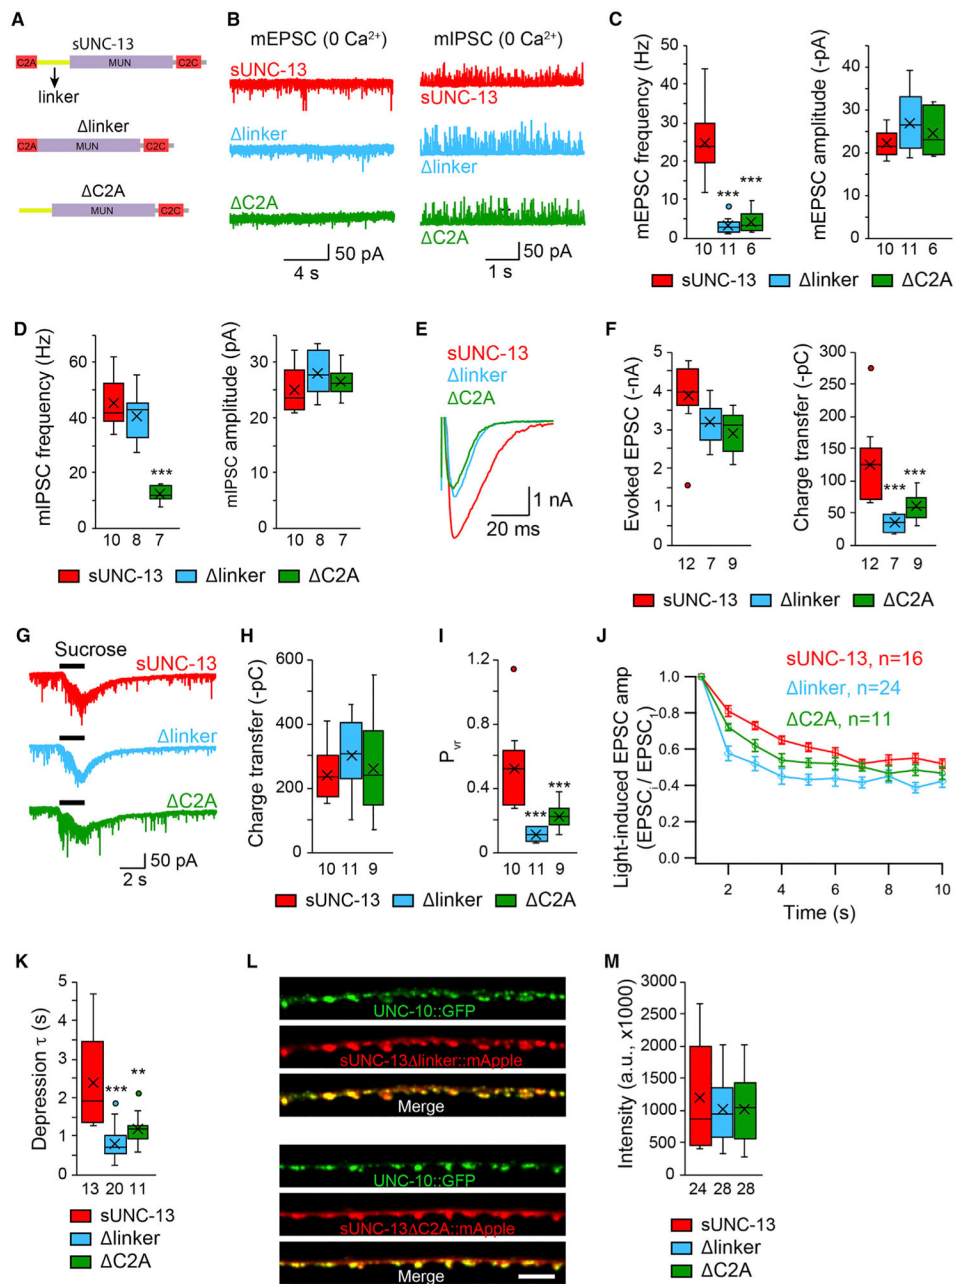 A
sUNC-13
C2A
MUN
C2C
linker
Δlinker
C2A
MUN
C2C
ΔC2A
MUN
C2C
B
mEPSC (0 Ca²⁺)
mIPSC (0 Ca²⁺)
sUNC-13
sUNC-13
Δlinker
Δlinker
ΔC2A
ΔC2A
50 pA
4 s
50 pA
1 s
C
mEPSC frequency (Hz)
50
40
30
20
10
0
***
***
10 11 6
mEPSC amplitude (-pA)
40
30
20
10
0
10 11 6
sUNC-13 Δlinker ΔC2A
D
mIPSC frequency (Hz)
60
40
20
0
***
10 8 7
mIPSC amplitude (pA)
30
20
10
0
10 8 7
sUNC-13 Δlinker ΔC2A
E
sUNC-13
Δlinker
ΔC2A
1 nA
20 ms
F
Evoked EPSC (-nA)
5
4
3
2
1
0
12 7 9
Charge transfer (-pC)
300
250
200
150
100
50
0
***
***
12 7 9
sUNC-13 Δlinker ΔC2A
G
Sucrose
sUNC-13
Δlinker
ΔC2A
50 pA
2 s
H
Charge transfer (-pC)
600
400
200
0
10 11 9
I
Pvr
1.2
0.8
0.4
0
***
***
10 11 9
sUNC-13 Δlinker ΔC2A
J
Light-induced EPSC amp
(EPSCi / EPSC1)
1.0
0.8
0.6
0.4
0.2
0.0
sUNC-13, n=16
Δlinker, n=24
ΔC2A, n=11
2 4 6 8 10
Time (s)
K
Depression τ (s)
5
4
3
2
1
0
***
**
13 20 11
sUNC-13
Δlinker
ΔC2A
L
UNC-10::GFP
sUNC-13Δlinker::mApple
Merge
UNC-10::GFP
sUNC-13ΔC2A::mApple
Merge
M
Intensity (a.u., x1000)
3000
2500
2000
1500
1000
500
0
24 28 28
sUNC-13
Δlinker
ΔC2A